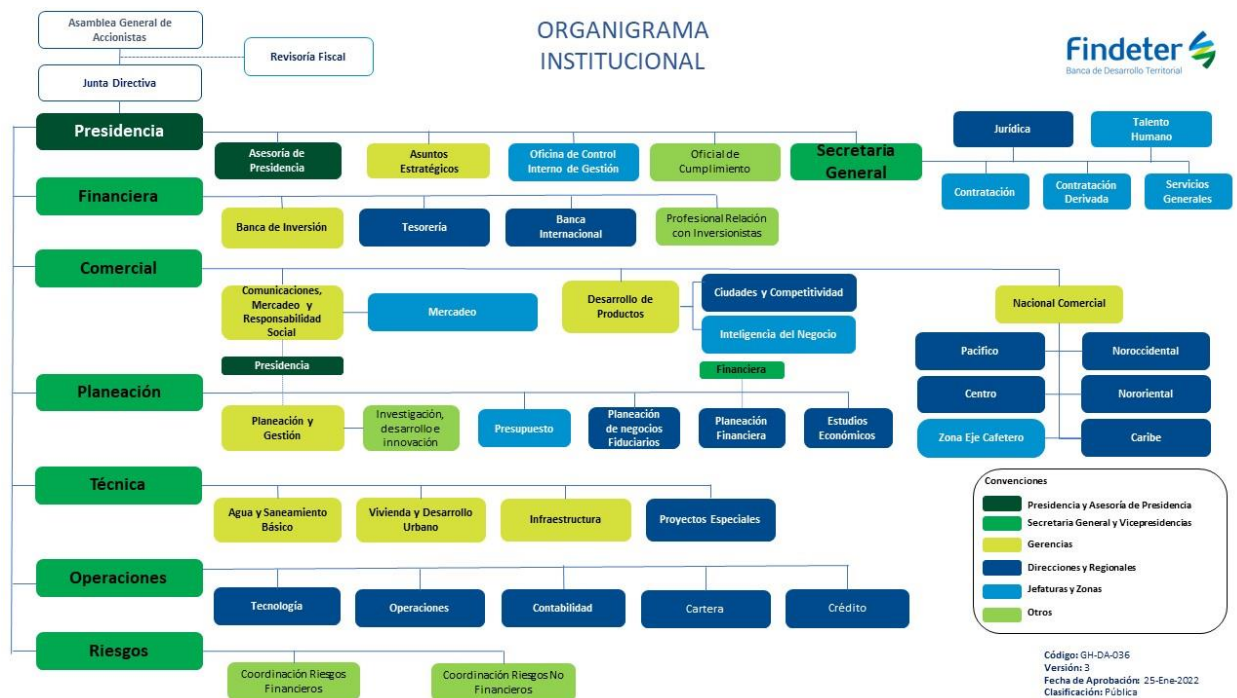 Asamblea General de
Accionistas
ORGANIGRAMA
INSTITUCIONAL
Findeter
Banca de Desarrollo Territorial
Revisoría Fiscal
Junta Directiva
Presidencia
Asesoría de
Presidencia
Asuntos
Estratégicos
Oficina de Control
Interno de Gestión
Oficial de
Cumplimiento
Secretaría
General
Jurídica
Talento
Humano
Contratación
Contratación
Derivada
Servicios
Generales
Financiera
Banca de Inversión
Tesorería
Banca
Internacional
Profesional Relación
con Inversionistas
Comercial
Comunicaciones,
Mercadeo y
Responsabilidad
Social
Mercadeo
Desarrollo de
Productos
Ciudades y Competitividad
Inteligencia del Negocio
Nacional Comercial
Pacifico
Noroccidental
Centro
Nororiental
Zona Eje Cafetero
Caribe
Presidencia
Financiera
Planeación
Planeación y
Gestión
Investigación,
desarrollo e
innovación
Presupuesto
Planeación
de negocios
Fiduciarios
Planeación
Financiera
Estudios
Económicos
Técnica
Agua y Saneamiento
Básico
Vivienda y Desarrollo
Urbano
Infraestructura
Proyectos Especiales
Operaciones
Tecnología
Operaciones
Contabilidad
Cartera
Crédito
Riesgos
Coordinación Riesgos
Financieros
Coordinación Riesgos No
Financieros
Convenciones
Presidencia y Asesoría de Presidencia
Secretaria General y Vicepresidencias
Gerencias
Direcciones y Regionales
Jefaturas y Zonas
Otros
Código: GH-DA-036
Versión: 3
Fecha de Aprobación: 25-Ene-2022
Clasificación: Pública